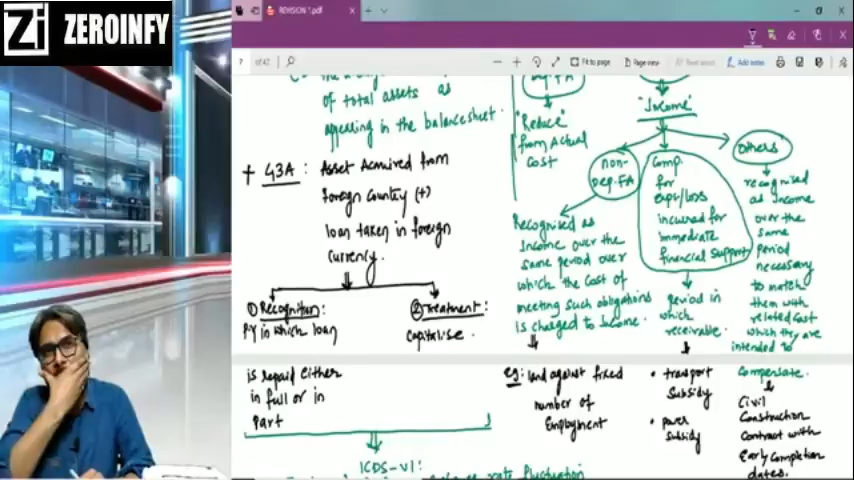 Zi ZEROINFY
REVISION 1.pdf
7 of 42
Fit to page
Page view
Add notes
of total assets as
appearing in the balancesheet.
+ 43A : Asset Acquired from
foreign country (+)
loan taken in foreign
currency.
① Recognition:
PY in which loan
is repaid either
in full or in
Part
② Treatment:
Capitalise.
ICDS-VI:
rate fluctuation
"Reduce"
from Actual
Cost
"Income"
non-
Dep.FA
Recognised as
Income over the
same period over
which the cost of
meeting such obligations
is charged to Income.
eg: land against fixed
number of
Employment
Comp.
for
exps/loss
incurred for
immediate
financial support
period in
which
receivable.
• transport
Subsidy
• power
subsidy
Others
recognised
as Income
over the
same
period
necessary
to match
them with
related cost
which they are
intended to
Compensate.
Civil
Construction
Contract with
Early Completion
dates.